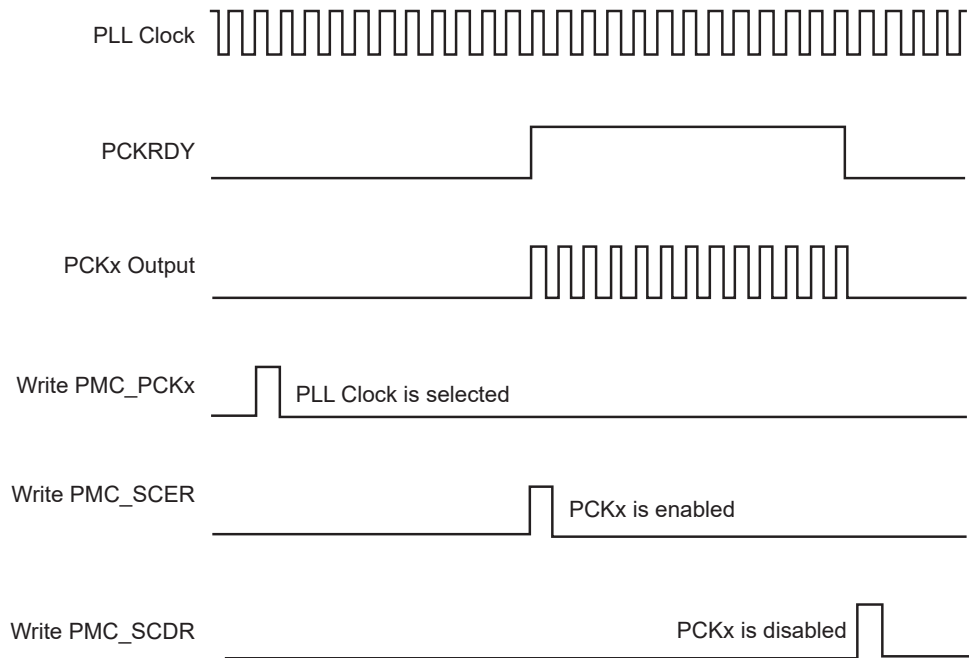 PLL Clock
PCKRDY
PCKx Output
Write PMC_PCKx
PLL Clock is selected
Write PMC_SCER
PCKx is enabled
Write PMC_SCDR
PCKx is disabled